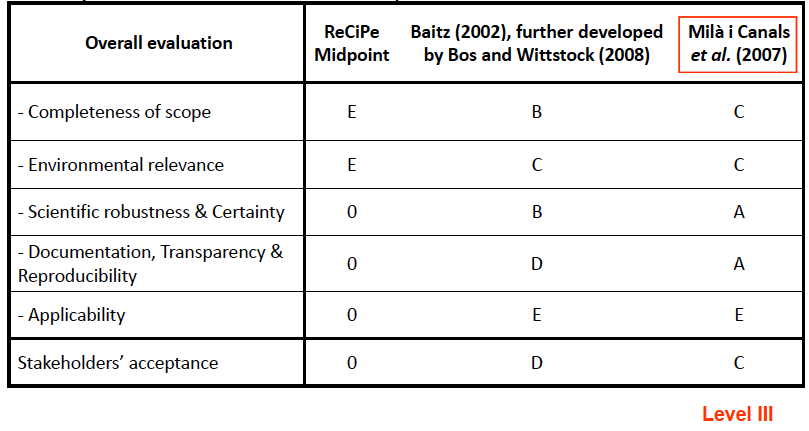 Overall evaluation
ReCiPe
Midpoint
Baitz (2002), further developed
by Bos and Wittstock (2008)
Milà i Canals
et al. (2007)
- Completeness of scope E B C
- Environmental relevance E C C
- Scientific robustness & Certainty 0 B A
- Documentation, Transparency &
Reproducibility 0 D A
- Applicability 0 E E
Stakeholders’ acceptance 0 D C
Level III